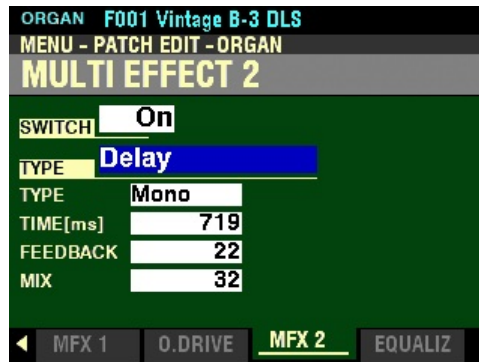 ORGAN F001 Vintage B-3 DLS
MENU - PATCH EDIT - ORGAN
MULTI EFFECT 2
SWITCH On
TYPE Delay
TYPE Mono
TIME[ms] 719
FEEDBACK 22
MIX 32
MFX 1 O.DRIVE MFX 2 EQUALIZ